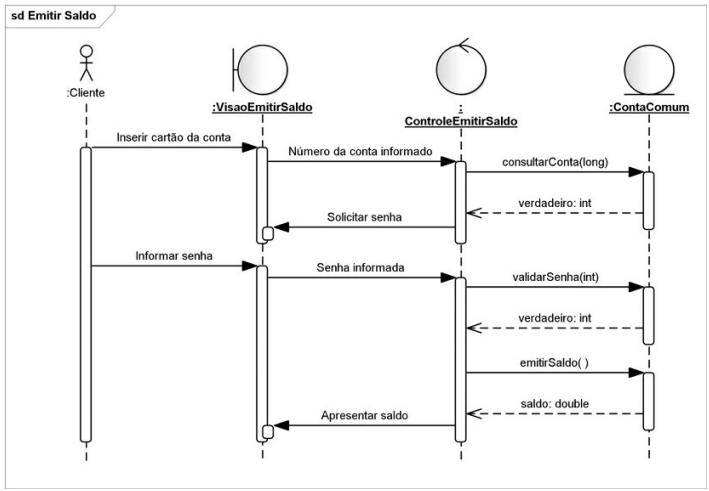 sd Emitir Saldo
:Cliente
:VisaoEmitirSaldo
:
ControleEmitirSaldo
:ContaComum
Inserir cartão da conta
Número da conta informado
consultarConta(long)
verdadeiro: int
Solicitar senha
Informar senha
Senha informada
validarSenha(int)
verdadeiro: int
emitirSaldo( )
saldo: double
Apresentar saldo